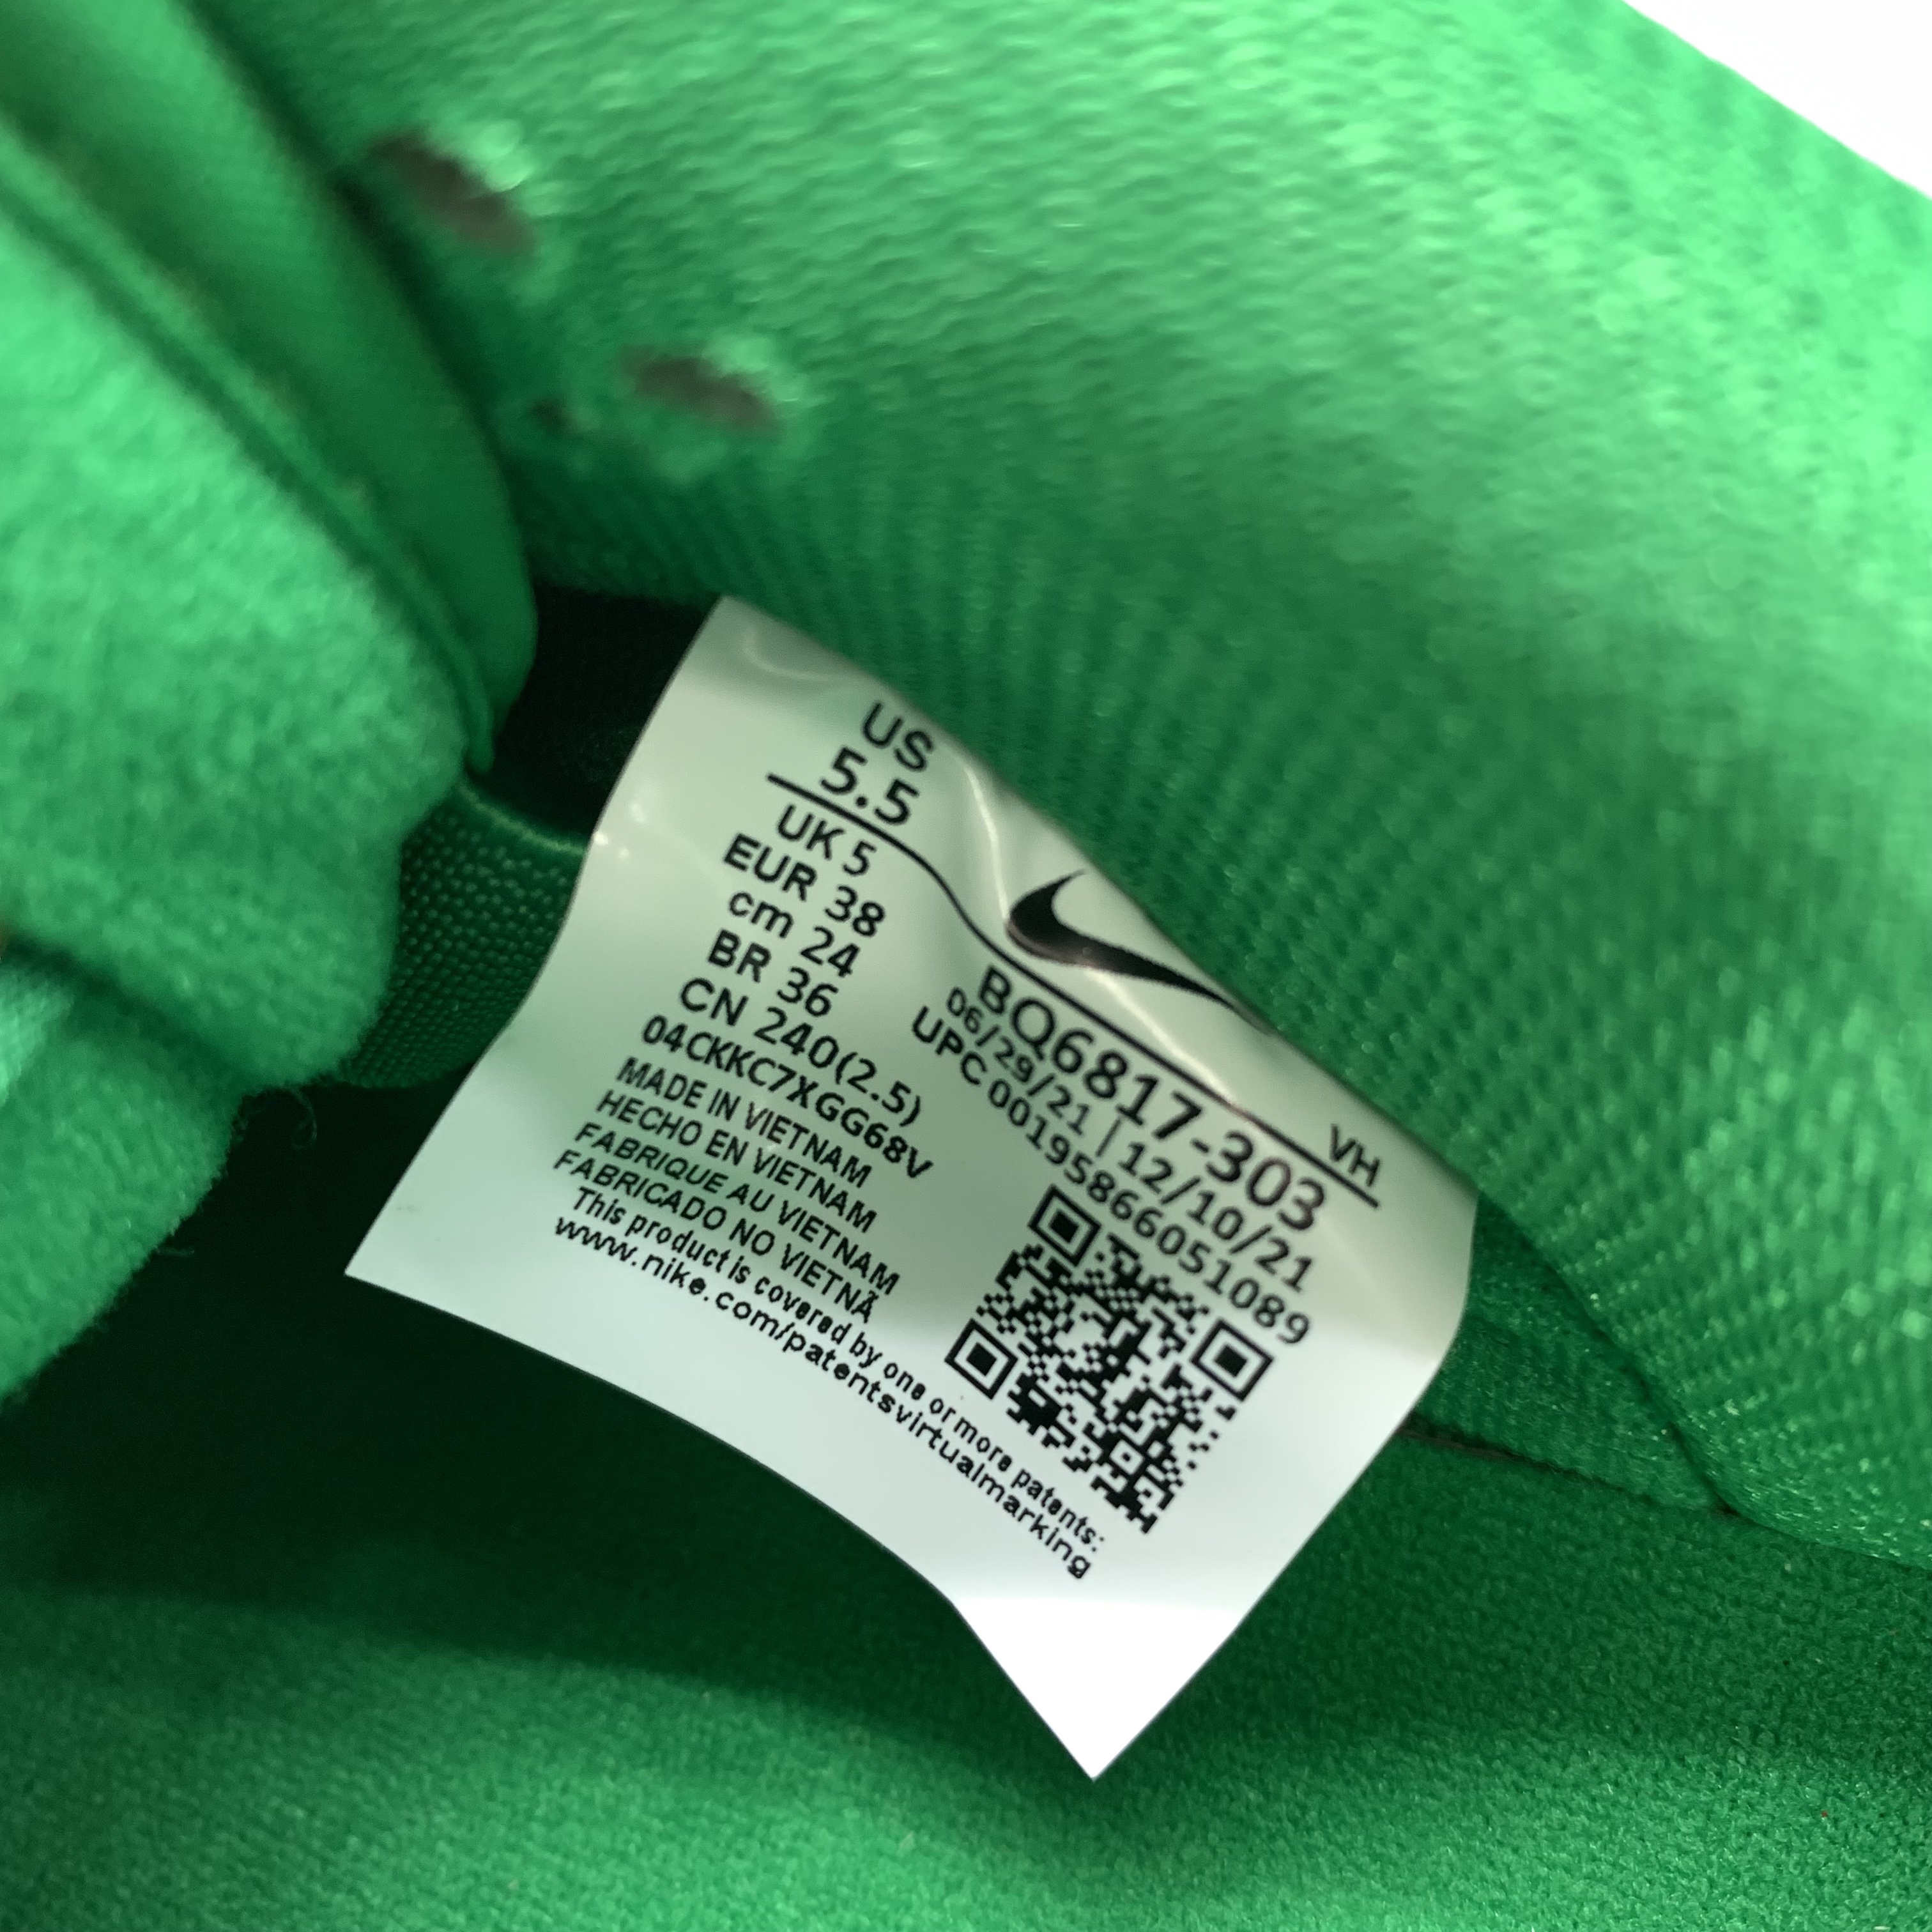 US
5.5
UK 5
EUR 38
cm 24
BR 36
CN 240(2.5)
04CKKC7XGG68V
MADE IN VIETNAM
HECHO EN VIETNAM
FABRIQUE AU VIETNAM
FABRICADO NO VIETNÃ
This product is covered by one or more patents:
www.nike.com/patentsvirtualmarking
VH
BQ6817-303
06/29/21 | 12/10/21
UPC 00195866051089